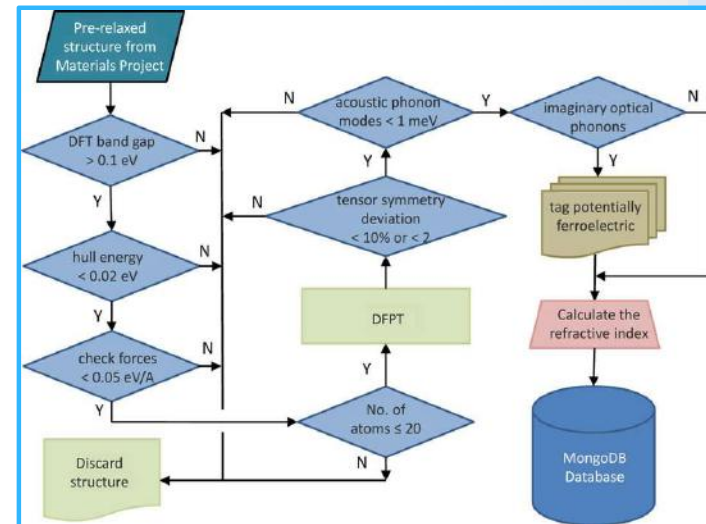 Pre-relaxed
structure from
Materials Project
DFT band gap
> 0.1 eV
N
Y
hull energy
< 0.02 eV
N
Y
check forces
< 0.05 eV/A
N
Y
Discard
structure
N
acoustic phonon
modes < 1 meV
Y
Y
N
tensor symmetry
deviation
< 10% or < 2
DFPT
Y
No. of
atoms ≤ 20
N
imaginary optical
phonons
N
Y
tag potentially
ferroelectric
Calculate the
refractive index
MongoDB
Database